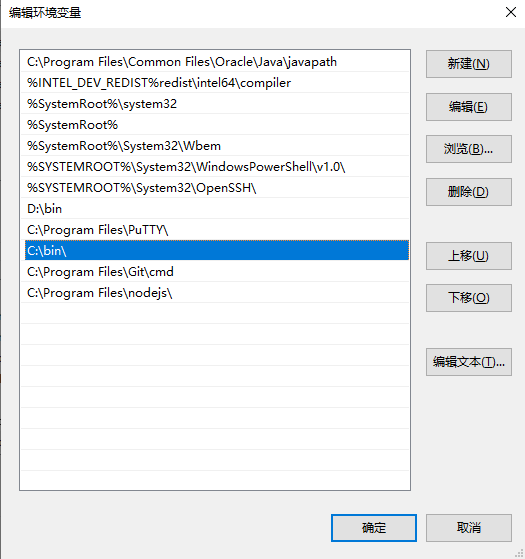 编辑环境变量
C:\Program Files\Common Files\Oracle\Java\javapath
%INTEL_DEV_REDIST%redist\intel64\compiler
%SystemRoot%\system32
%SystemRoot%
%SystemRoot%\System32\Wbem
%SYSTEMROOT%\System32\WindowsPowerShell\v1.0\
%SYSTEMROOT%\System32\OpenSSH\
D:\bin
C:\Program Files\PuTTY\
C:\bin\
C:\Program Files\Git\cmd
C:\Program Files\nodejs\
新建(N)
编辑(E)
浏览(B)...
删除(D)
上移(U)
下移(O)
编辑文本(T)...
确定
取消